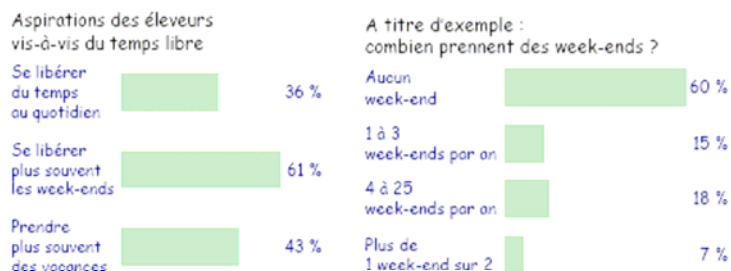 Aspirations des éleveurs
vis-à-vis du temps libre
Se libérer
du temps
au quotidien
36 %
Se libérer
plus souvent
les week-ends
61 %
Prendre
plus souvent
des vacances
43 %
A titre d'exemple :
combien prennent des week-ends ?
Aucun
week-end
60 %
1 à 3
week-ends par an
15 %
4 à 25
week-ends par an
18 %
Plus de
1 week-end sur 2
7 %